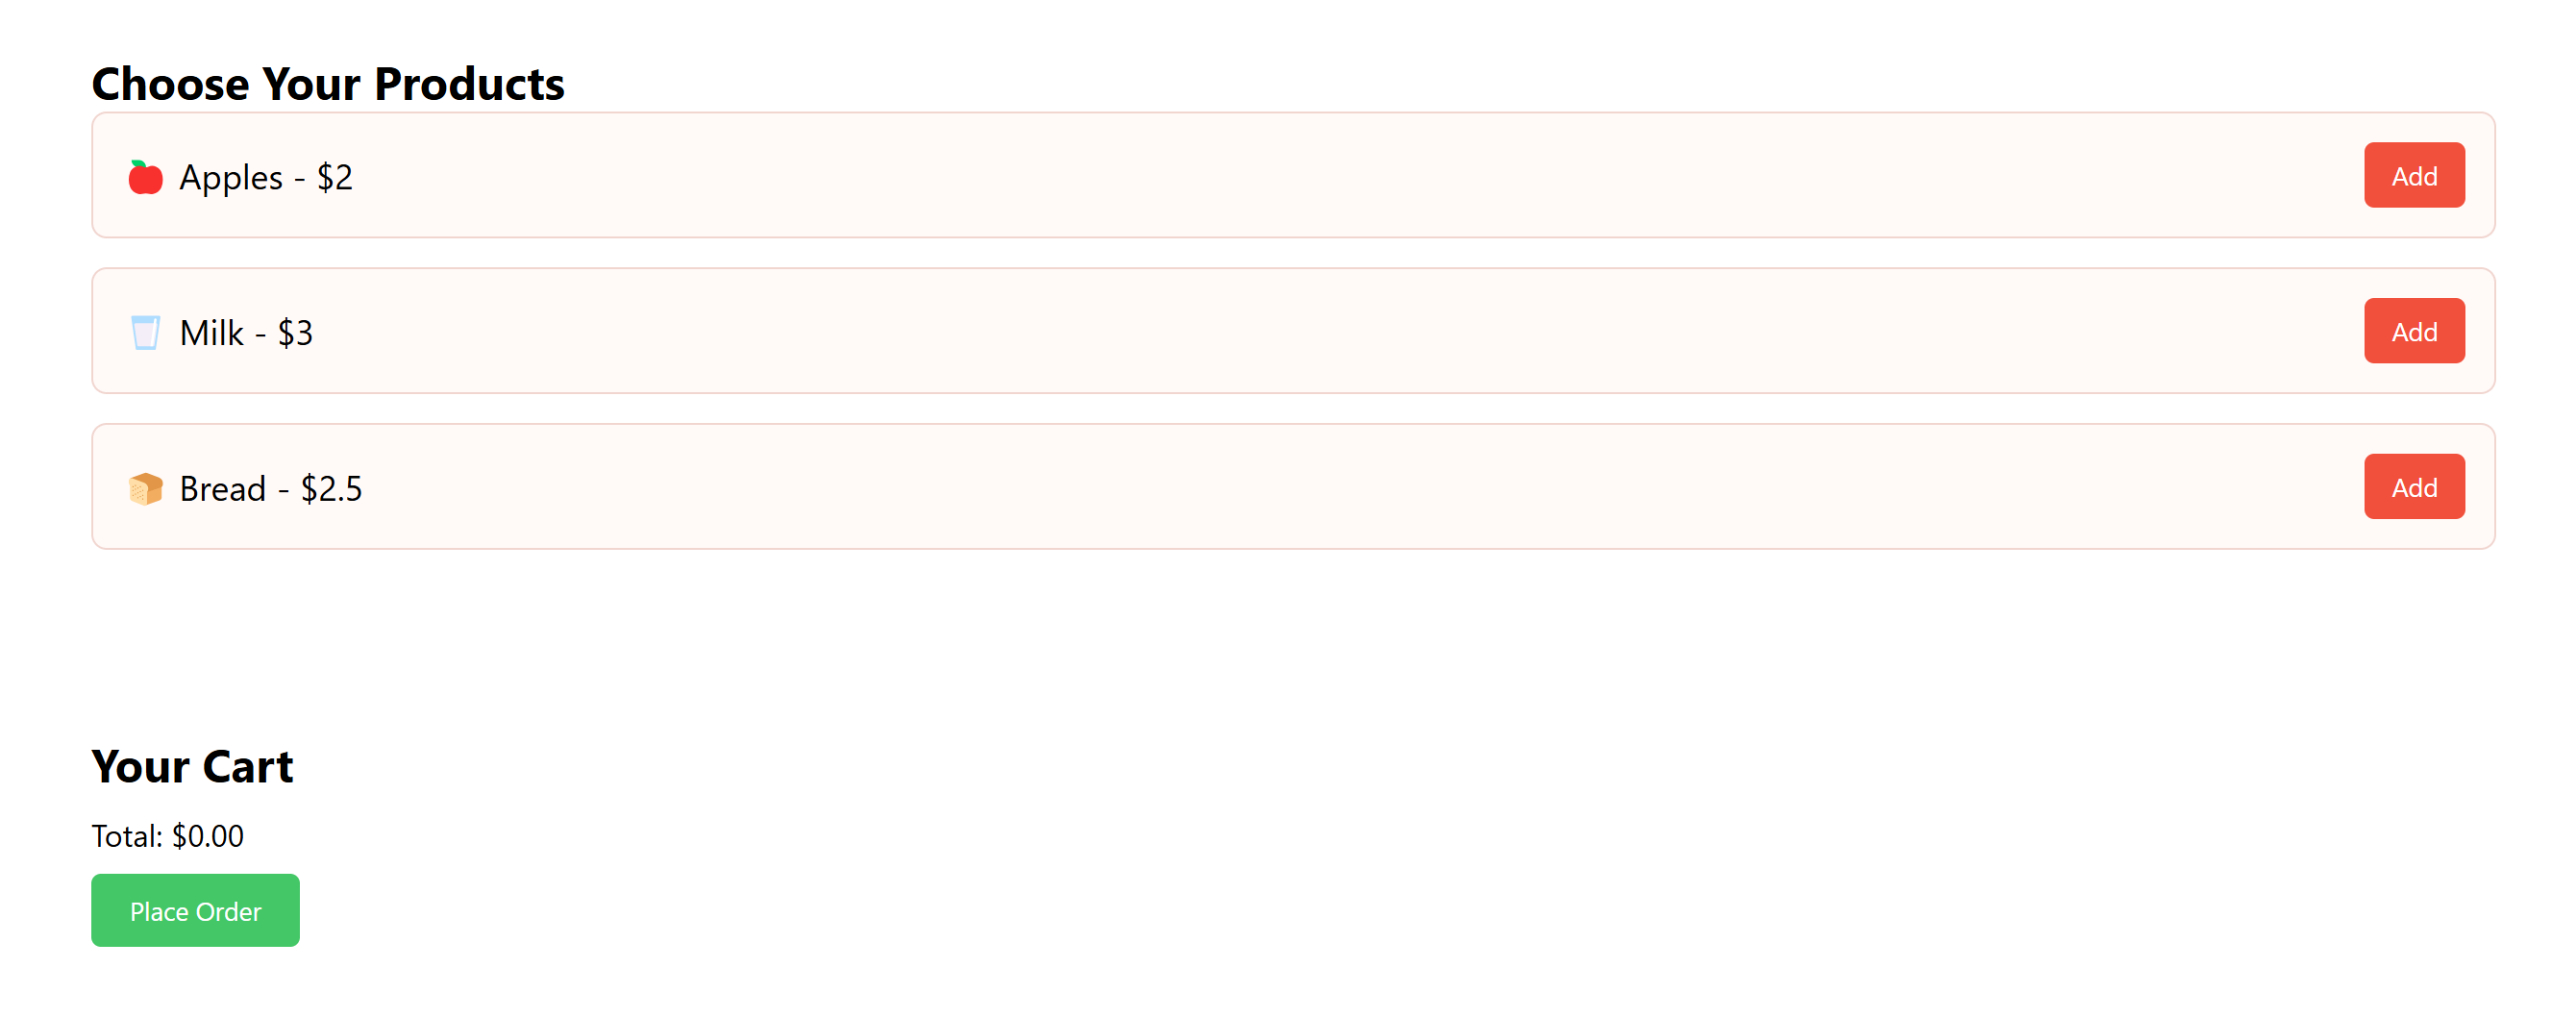 Choose Your Products
Apples - $2
Add
Milk - $3
Add
Bread - $2.5
Add
Your Cart
Total: $0.00
Place Order